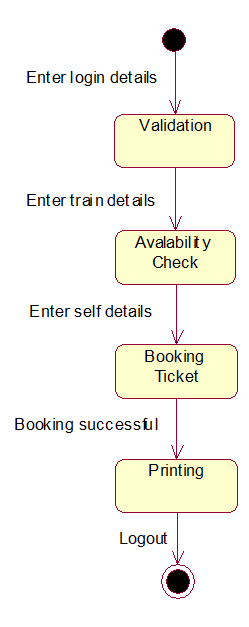 Enter login details
Validation
Enter train details
Avalability
Check
Enter self details
Booking
Ticket
Booking successful
Printing
Logout